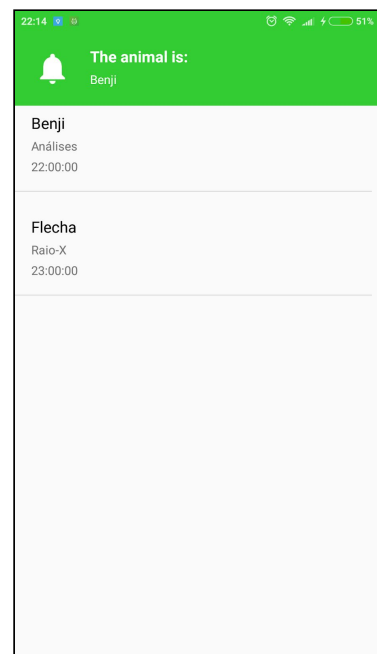 22:14 51%
The animal is:
Benji
Benji
Análises
22:00:00
Flecha
Raio-X
23:00:00